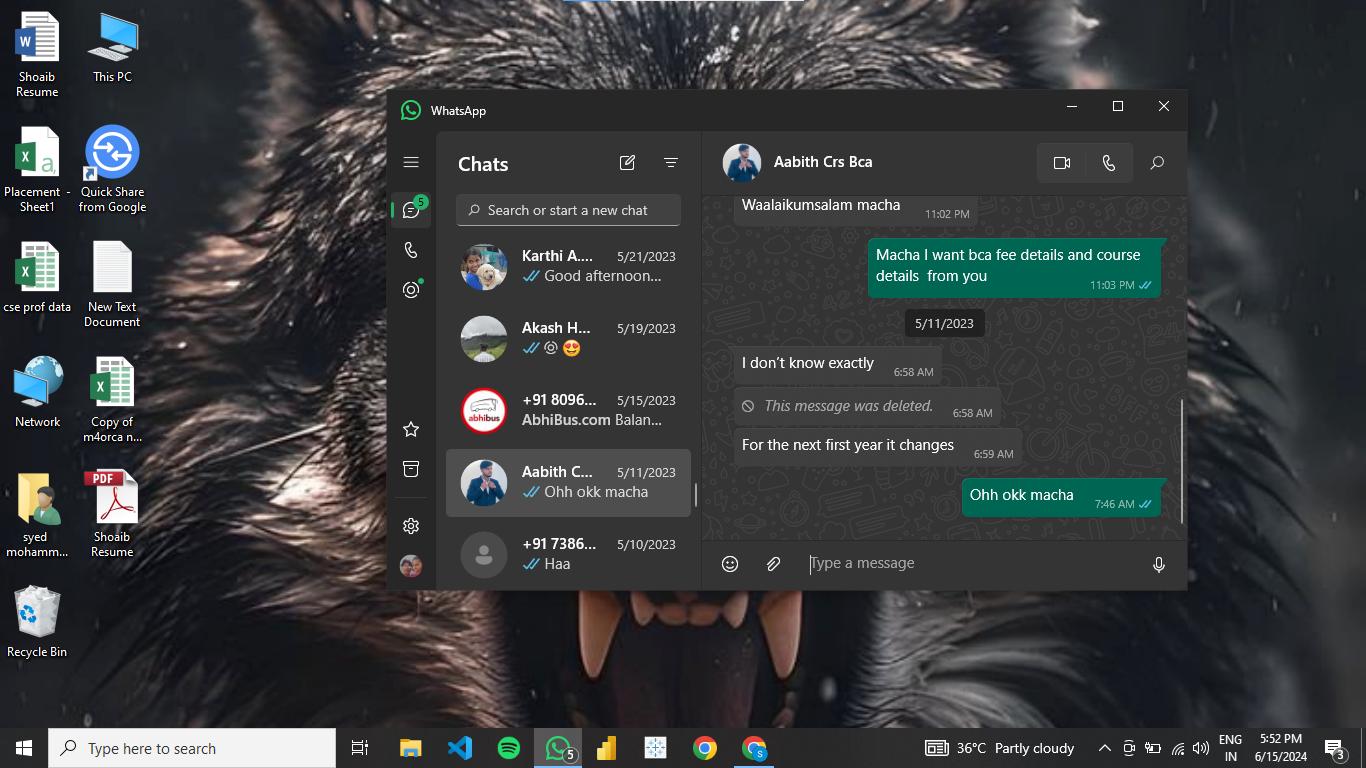 Shoaib
Resume
This PC
Placement -
Sheet1
Quick Share
from Google
cse prof data
New Text
Document
Network
Copy of
m4orca n...
syed
mohamm...
PDF
Shoaib
Resume
Recycle Bin
WhatsApp
5
Chats
Search or start a new chat
Karthi A.... 5/21/2023
Good afternoon...
Akash H... 5/19/2023
😍
abhibus
+91 8096... 5/15/2023
AbhiBus.com Balan...
Aabith C... 5/11/2023
Ohh okk macha
+91 7386... 5/10/2023
Haa
Aabith Crs Bca
Waalaikumsalam macha 11:02 PM
Macha I want bca fee details and course
details from you
11:03 PM
5/11/2023
I don't know exactly 6:58 AM
This message was deleted. 6:58 AM
For the next first year it changes 6:59 AM
Ohh okk macha 7:46 AM
Type a message
Type here to search
5
S
36°C Partly cloudy
ENG
IN
5:52 PM
6/15/2024
3